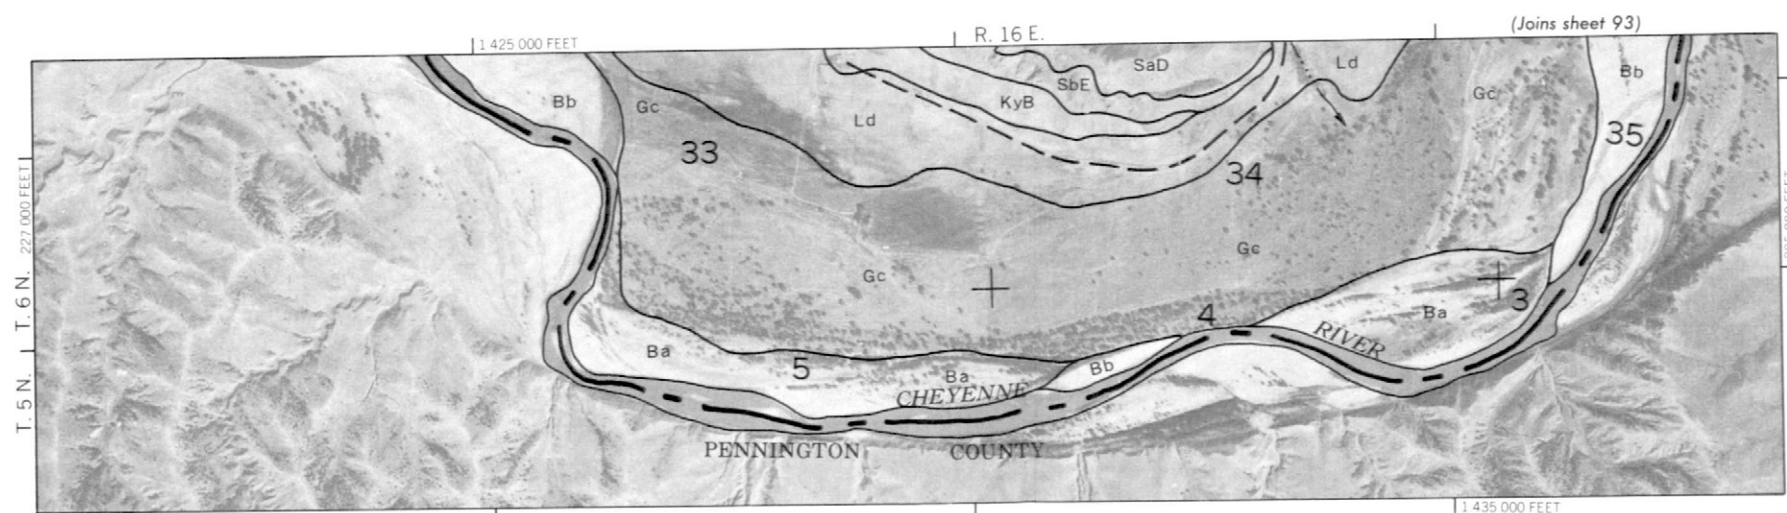 (Joins sheet 93)
R. 16 E.
1 425 000 FEET
SaD
Ld
SbE
Bb
Bb
Gc
KyB
Gc
Ld
35
33
34
227 000 FEET
T. 6 N.
Gc
Gc
3
Ba
4
RIVER
Ba
5
Ba
Bb
CHEYENNE
T. 5 N.
PENNINGTON COUNTY
1 435 000 FEET